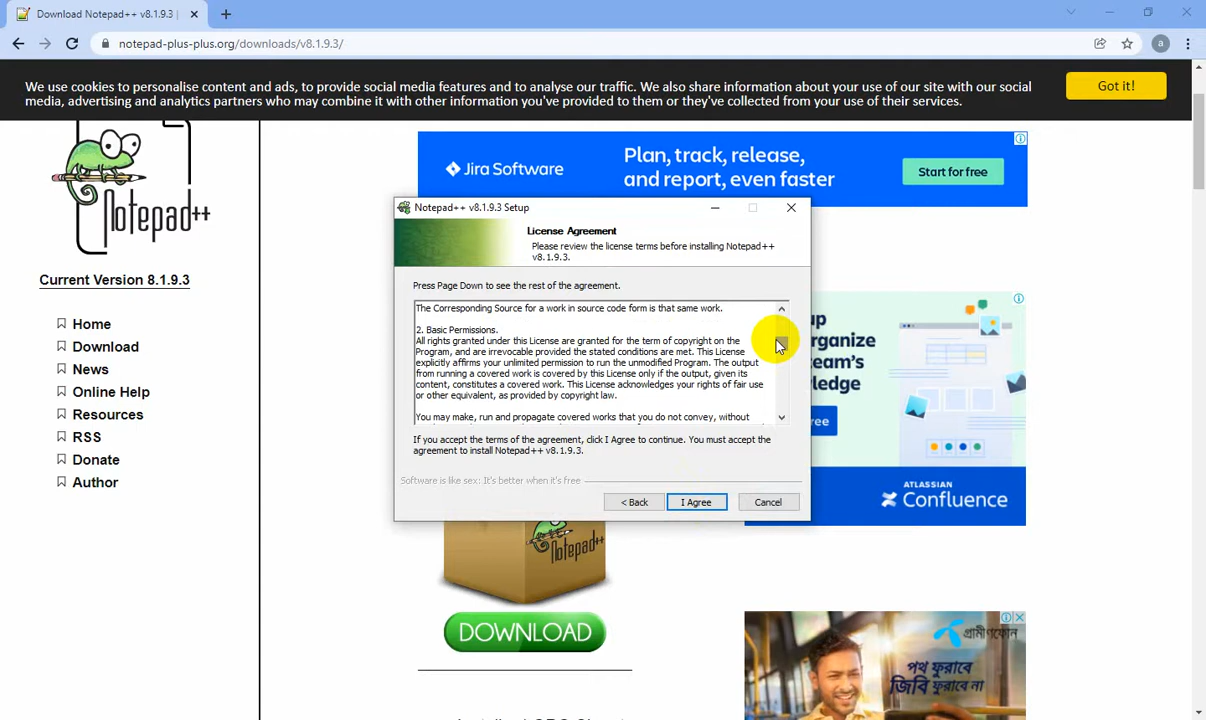 Download Notepad++ v8.1.9.3 |
notepad-plus-plus.org/downloads/v8.1.9.3/
a
We use cookies to personalise content and ads, to provide social media features and to analyse our traffic. We also share information about your use of our site with our social
media, advertising and analytics partners who may combine it with other information you've provided to them or they've collected from your use of their services.
Got it!
Notepad++
Current Version 8.1.9.3
Home
Download
News
Online Help
Resources
RSS
Donate
Author
Jira Software
Plan, track, release,
and report, even faster
Start for free
Notepad++ v8.1.9.3 Setup
License Agreement
Please review the license terms before installing Notepad++
v8.1.9.3.
Press Page Down to see the rest of the agreement.
The Corresponding Source for a work in source code form is that same work.
2. Basic Permissions.
All rights granted under this License are granted for the term of copyright on the
Program, and are irrevocable provided the stated conditions are met. This License
explicitly affirms your unlimited permission to run the unmodified Program. The output
from running a covered work is covered by this License only if the output, given its
content, constitutes a covered work. This License acknowledges your rights of fair use
or other equivalent, as provided by copyright law.
You may make, run and propagate covered works that you do not convey, without
If you accept the terms of the agreement, click I Agree to continue. You must accept the
agreement to install Notepad++ v8.1.9.3.
Software is like sex: It's better when it's free
< Back
I Agree
Cancel
up
rganize
eam's
ledge
ree
ATLASSIAN
Confluence
Notepad++
DOWNLOAD
গ্রামীণফোন
পথ ফুরাবে
জিবি ফুরাবে না